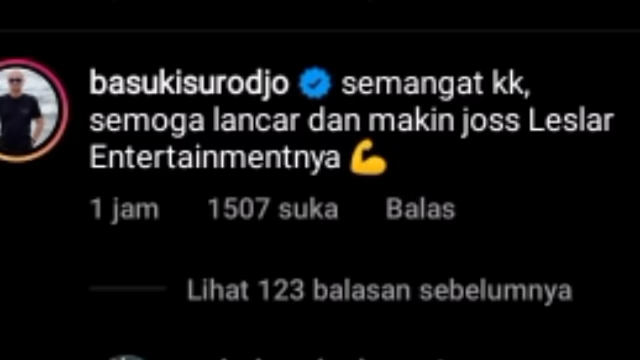 basukisurodjo semangat kk,
semoga lancar dan makin joss Leslar
Entertainmentnya 💪
1 jam 1507 suka Balas
Lihat 123 balasan sebelumnya